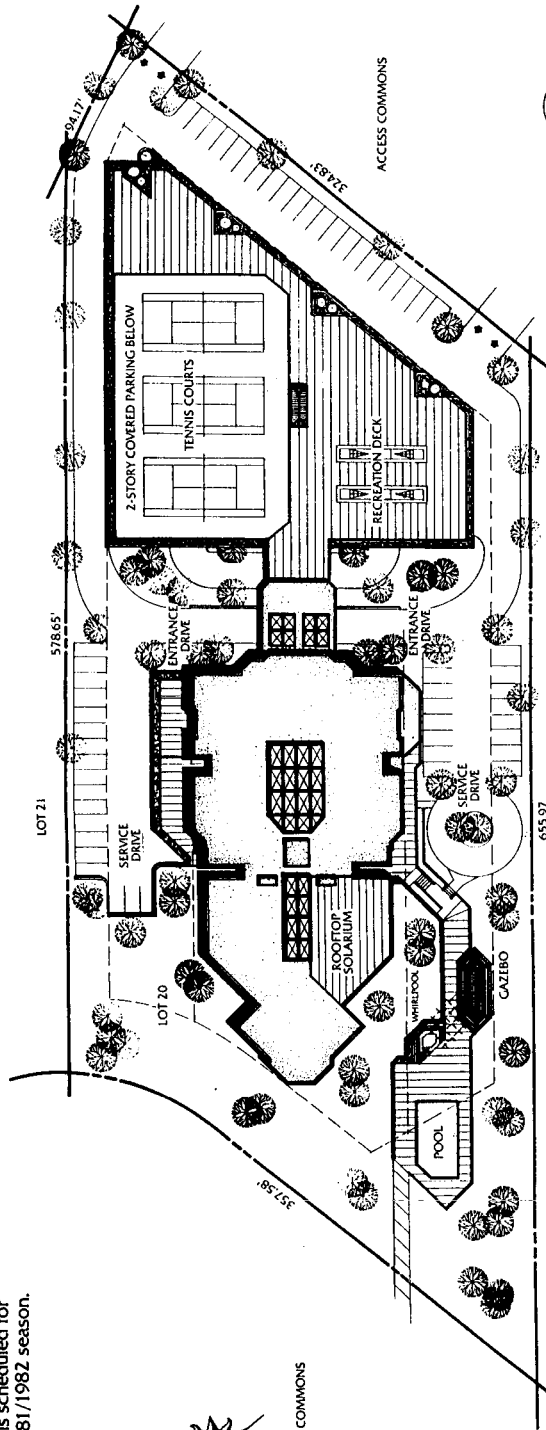 is scheduled for
81/1982 season.
COMMONS
LOT 21
578.65'
94.17'
324.83'
ACCESS COMMONS
2-STORY COVERED PARKING BELOW
TENNIS COURTS
RECREATION DECK
ENTRANCE
DRIVE
ENTRANCE
DRIVE
SERVICE
DRIVE
SERVICE
DRIVE
LOT 20
ROOFTOP
SOLARIUM
WHIRLPOOL
GAZEBO
POOL
357.58'
655.97